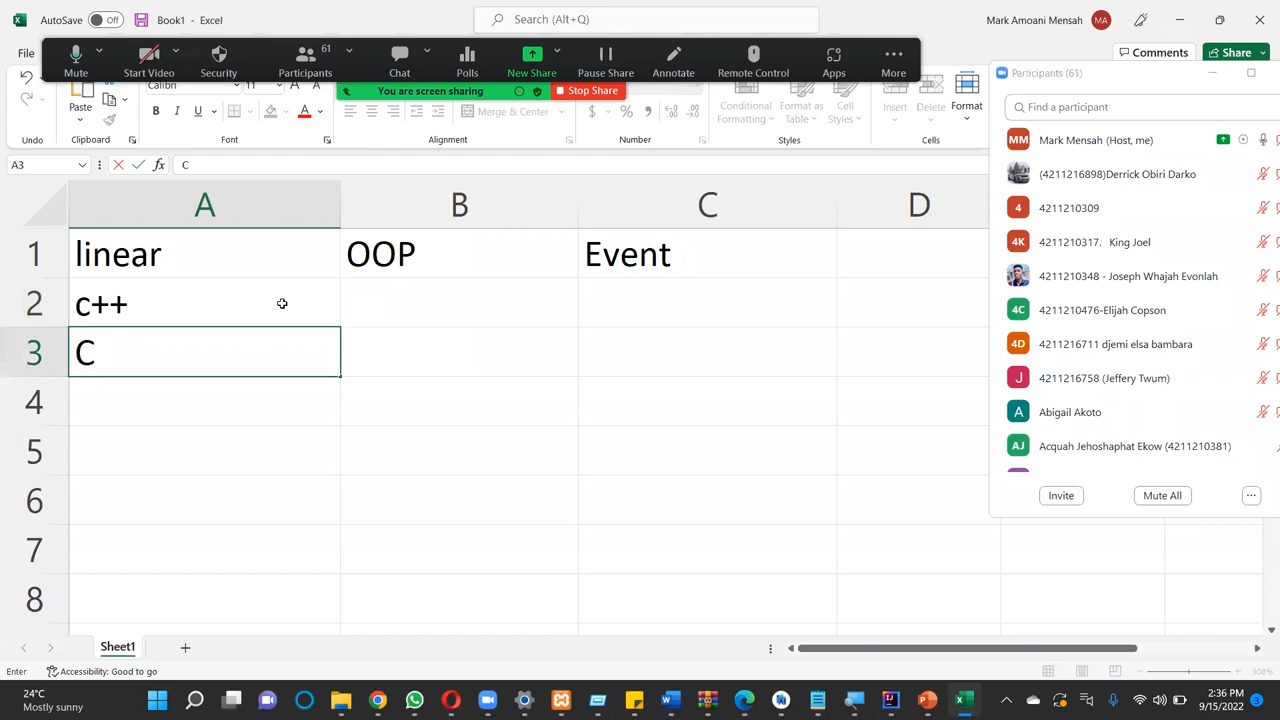 AutoSave Off Book1 - Excel Search (Alt+Q) Mark Amoani Mensah MA
File Comments Share
Mute Start Video Security Participants 61 Chat Polls New Share Pause Share Annotate Remote Control Apps More
You are screen sharing Stop Share
Paste Calibri A A
B I U A Merge & Center $ % Conditional Formatting Format as Table Cell Styles Insert Delete Format
Undo Clipboard Font Alignment Number Styles Cells
A3 fx C
A B C D
1 linear OOP Event
2 c++
3 C
4
5
6
7
8
Participants (61)
Find a participant
MM Mark Mensah (Host, me)
(4211216898)Derrick Obiri Darko
4 4211210309
4K 4211210317. King Joel
4211210348 - Joseph Whajah Evonlah
4C 4211210476-Elijah Copson
4D 4211216711 djemi elsa bambara
J 4211216758 (Jeffery Twum)
A Abigail Akoto
AJ Acquah Jehoshaphat Ekow (4211210381)
Invite Mute All ...
Sheet1
Enter Accessibility: Good to go 308%
24°C
Mostly sunny
2:36 PM
9/15/2022
3